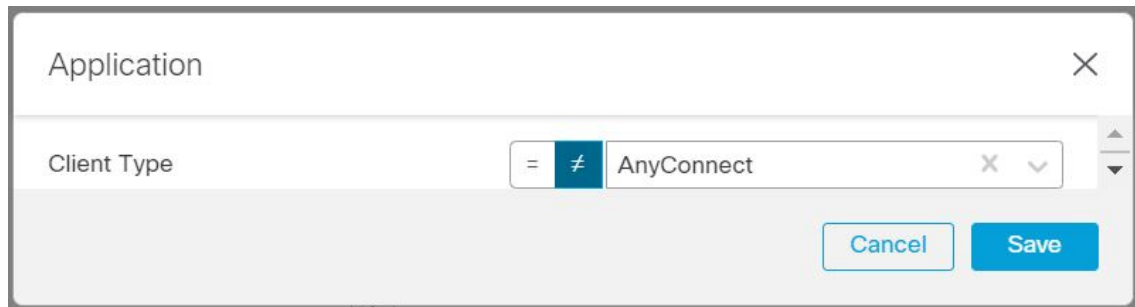 Application
Client Type = ≠ AnyConnect
Cancel Save